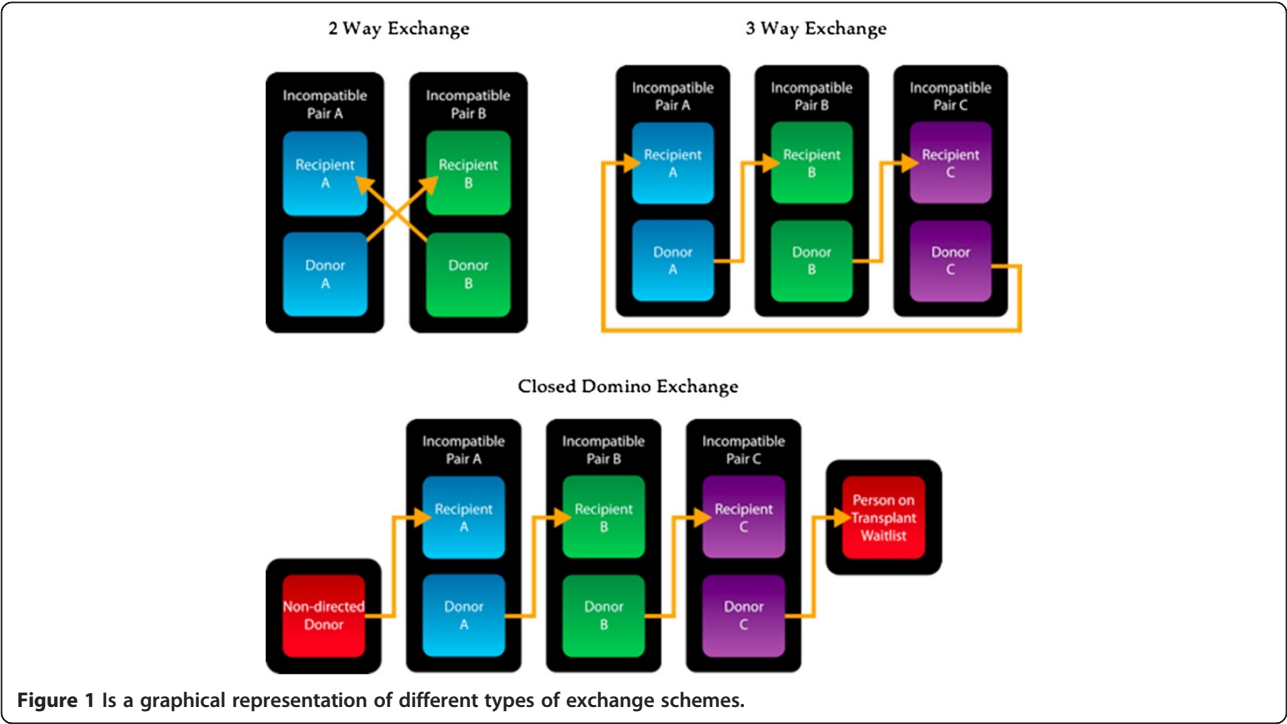 2 Way Exchange
Incompatible
Pair A
Recipient
A
Donor
A
Incompatible
Pair B
Recipient
B
Donor
B
3 Way Exchange
Incompatible
Pair A
Recipient
A
Donor
A
Incompatible
Pair B
Recipient
B
Donor
B
Incompatible
Pair C
Recipient
C
Donor
C
Closed Domino Exchange
Non-directed
Donor
Incompatible
Pair A
Recipient
A
Donor
A
Incompatible
Pair B
Recipient
B
Donor
B
Incompatible
Pair C
Recipient
C
Donor
C
Person on
Transplant
Waitlist
Figure 1 Is a graphical representation of different types of exchange schemes.